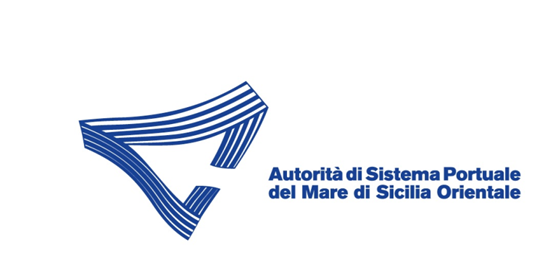 Autorità di Sistema Portuale
del Mare di Sicilia Orientale